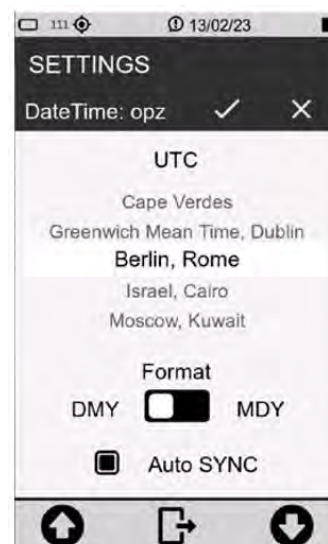 111 13/02/23
SETTINGS
DateTime: opz
UTC
Cape Verdes
Greenwich Mean Time, Dublin
Berlin, Rome
Israel, Cairo
Moscow, Kuwait
Format
DMY MDY
Auto SYNC